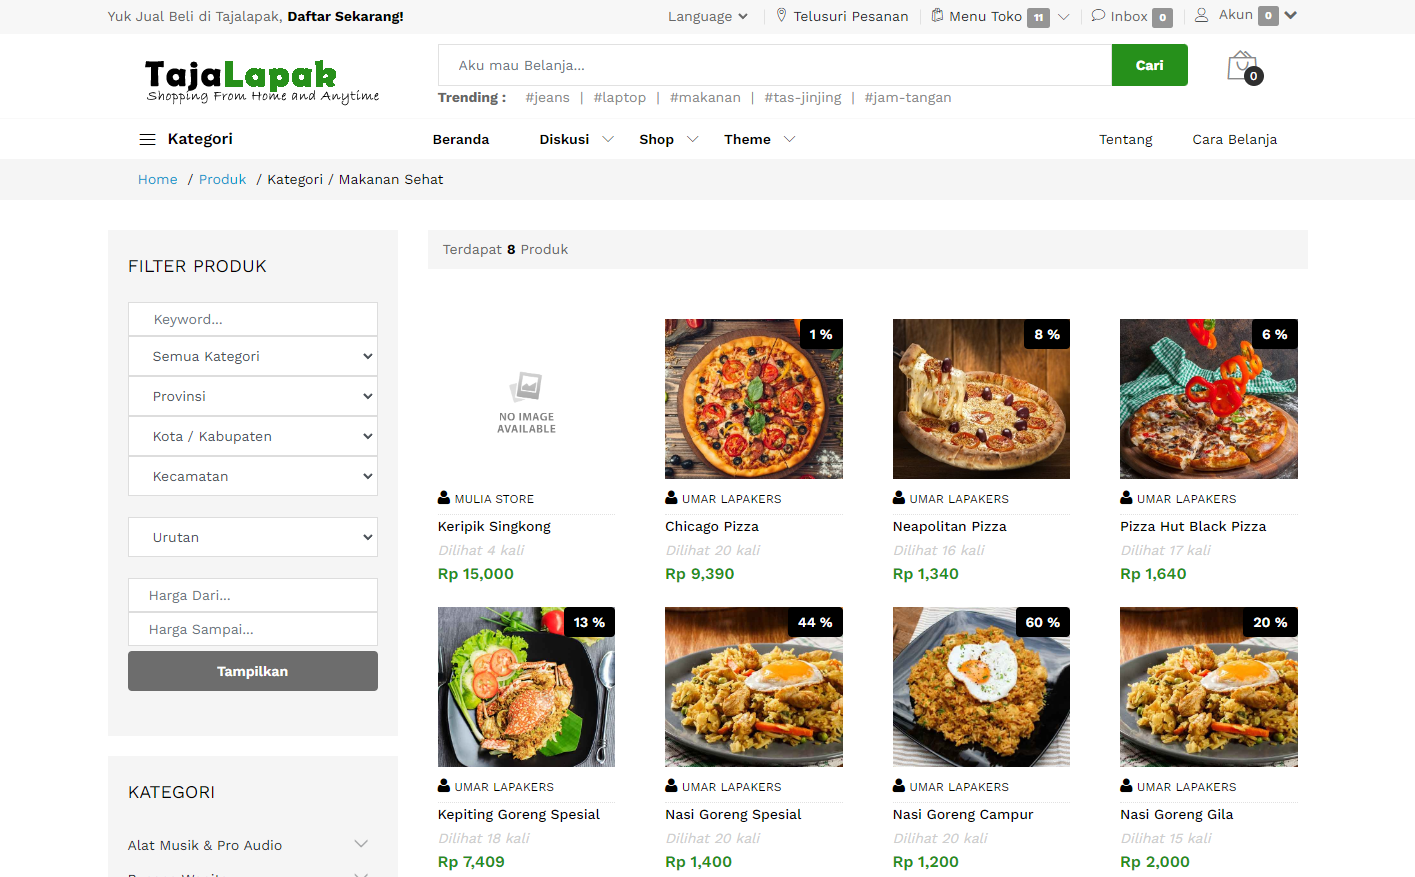 Yuk Jual Beli di Tajalapak, Daftar Sekarang!
Language
Telusuri Pesanan
Menu Toko 11
Inbox 0
Akun 0
TajaLapak
Shopping From Home and Anytime
Aku mau Belanja...
Cari
0
Trending : #jeans | #laptop | #makanan | #tas-jinjing | #jam-tangan
Kategori
Beranda
Diskusi
Shop
Theme
Tentang
Cara Belanja
Home / Produk / Kategori / Makanan Sehat
FILTER PRODUK
Keyword...
Semua Kategori
Provinsi
Kota / Kabupaten
Kecamatan
Urutan
Harga Dari...
Harga Sampai...
Tampilkan
KATEGORI
Alat Musik & Pro Audio
Terdapat 8 Produk
NO IMAGE
AVAILABLE
MULIA STORE
Keripik Singkong
Dilihat 4 kali
Rp 15,000
1 %
UMAR LAPAKERS
Chicago Pizza
Dilihat 20 kali
Rp 9,390
8 %
UMAR LAPAKERS
Neapolitan Pizza
Dilihat 16 kali
Rp 1,340
6 %
UMAR LAPAKERS
Pizza Hut Black Pizza
Dilihat 17 kali
Rp 1,640
13 %
UMAR LAPAKERS
Kepiting Goreng Spesial
Dilihat 18 kali
Rp 7,409
44 %
UMAR LAPAKERS
Nasi Goreng Spesial
Dilihat 20 kali
Rp 1,400
60 %
UMAR LAPAKERS
Nasi Goreng Campur
Dilihat 20 kali
Rp 1,200
20 %
UMAR LAPAKERS
Nasi Goreng Gila
Dilihat 15 kali
Rp 2,000